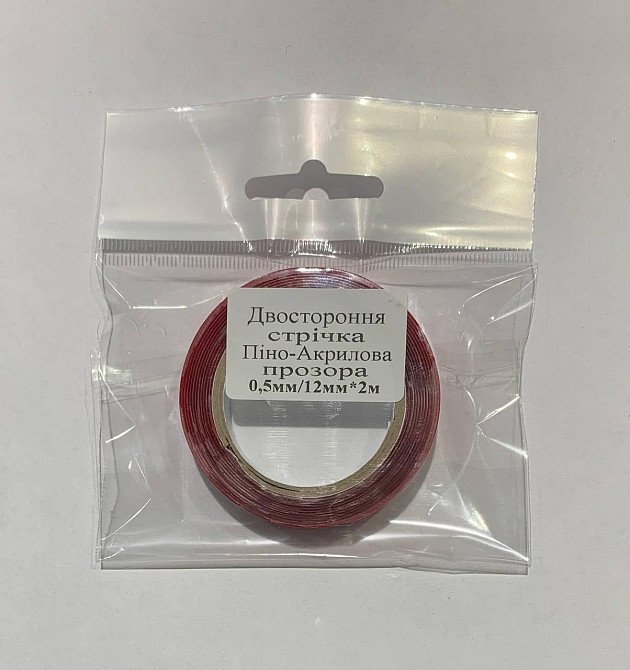 Двостороння
стрічка
Піно-Акрилова
прозора
0,5мм/12мм*2м